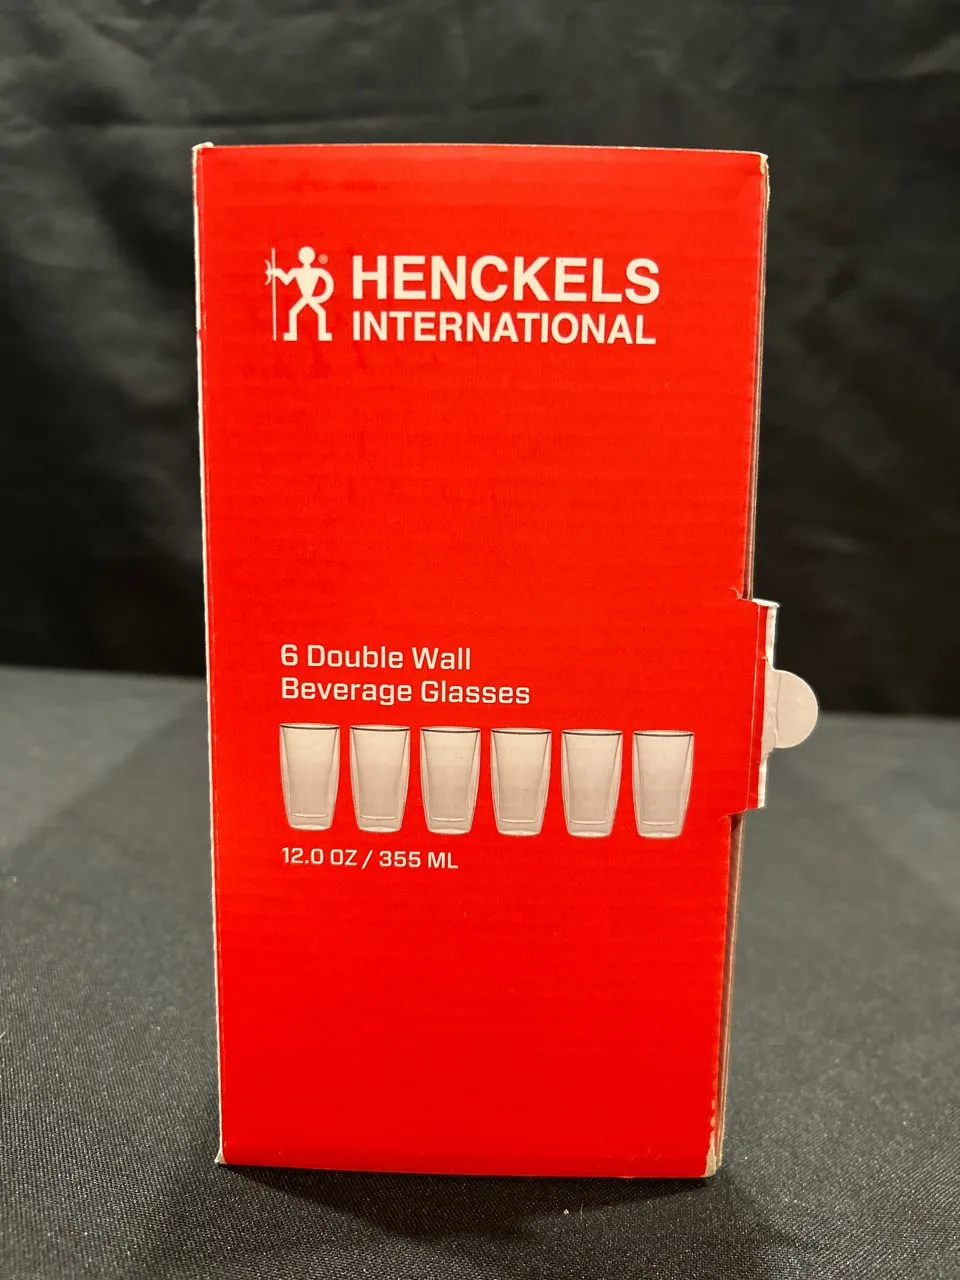 HENCKELS
INTERNATIONAL
6 Double Wall
Beverage Glasses
12.0 OZ / 355 ML